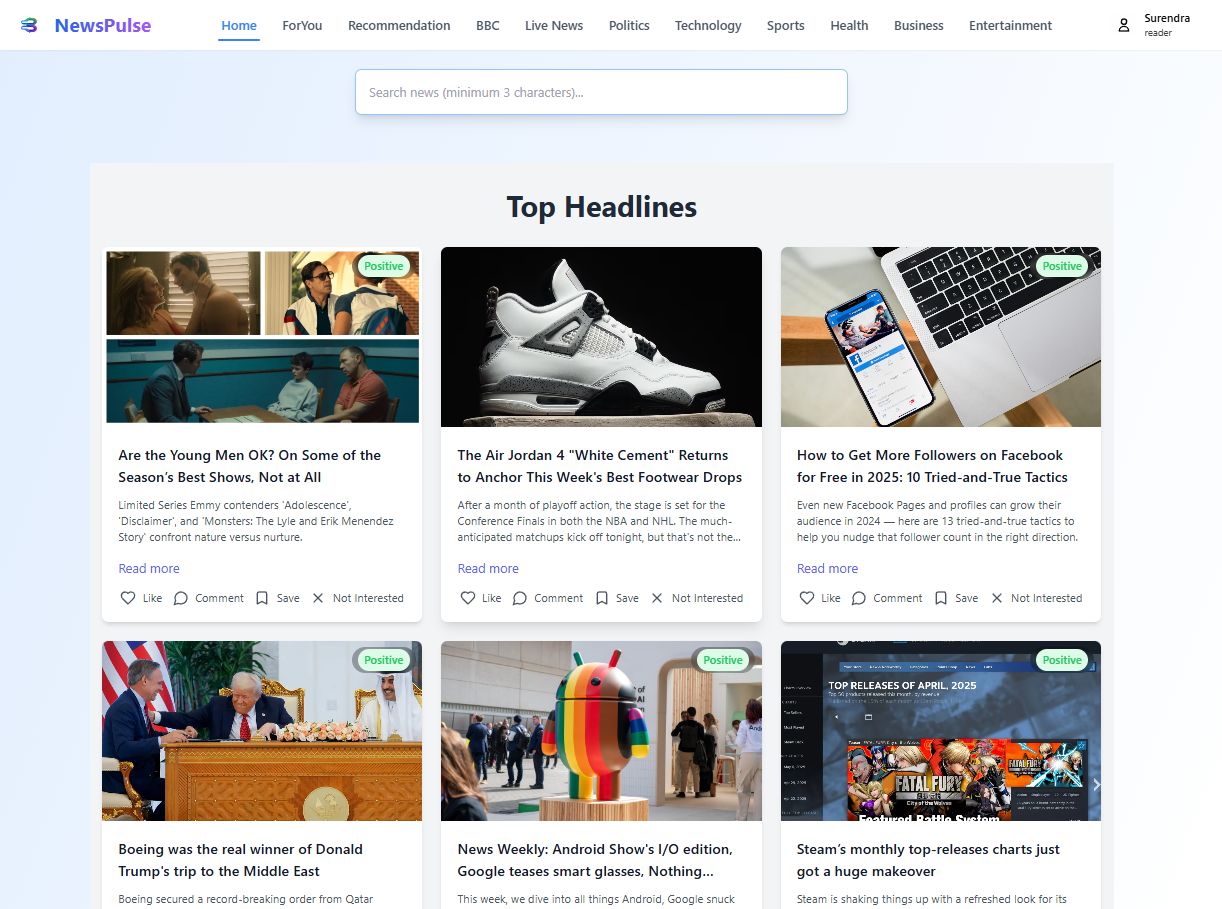 NewsPulse
Home ForYou Recommendation BBC Live News Politics Technology Sports Health Business Entertainment
Surendra
reader
Search news (minimum 3 characters)...
Top Headlines
Positive
Are the Young Men OK? On Some of the
Season’s Best Shows, Not at All
Limited Series Emmy contenders 'Adolescence',
'Disclaimer', and 'Monsters: The Lyle and Erik Menendez
Story' confront nature versus nurture.
Read more
Like Comment Save Not Interested
The Air Jordan 4 "White Cement" Returns
to Anchor This Week's Best Footwear Drops
After a month of playoff action, the stage is set for the
Conference Finals in both the NBA and NHL. The much-
anticipated matchups kick off tonight, but that's not the...
Read more
Like Comment Save Not Interested
Positive
How to Get More Followers on Facebook
for Free in 2025: 10 Tried-and-True Tactics
Even new Facebook Pages and profiles can grow their
audience in 2024 — here are 13 tried-and-true tactics to
help you nudge that follower count in the right direction.
Read more
Like Comment Save Not Interested
Positive
Boeing was the real winner of Donald
Trump's trip to the Middle East
Boeing secured a record-breaking order from Qatar
Positive
News Weekly: Android Show's I/O edition,
Google teases smart glasses, Nothing...
This week, we dive into all things Android, Google snuck
Positive
TOP RELEASES OF APRIL, 2025
FATAL FURY
City of the Wolves
FATAL FURY
Featured Battle System
Steam’s monthly top-releases charts just
got a huge makeover
Steam is shaking things up with a refreshed look for its